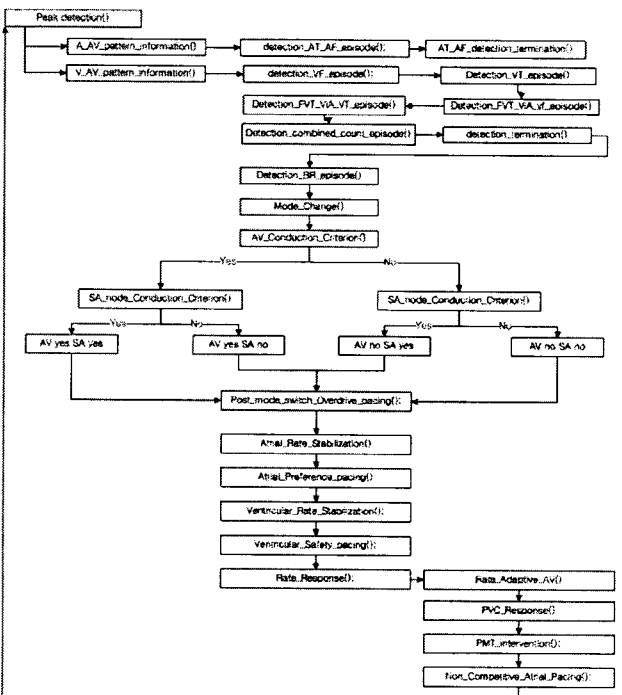 Peak detection()
A_AV_pattern_information()
detection_AT_AF_episode();
AT_AF_detection_termination()
V_AV_pattern_information()
detection_VF_episode();
Detection_VT_episode()
Detection_FVT_ViA_VT_episode()
Detection_FVT_ViA_vf_episode()
Detection_combined_count_episode()
detection_termination()
Detection_BR_episode()
Mode_Change()
AV_Conduction_Criterion()
Yes
No
SA_node_Conduction_Criterion()
SA_node_Conduction_Criterion()
Yes
No
Yes
No
AV yes SA yes
AV yes SA no
AV no SA yes
AV no SA no
Post_mode_switch_Overdrive_pacing();
Atrial_Rate_Stabilization()
Atrial_Preference_pacing()
Ventricular_Rate_Stabilization();
Ventricular_Safety_pacing();
Rate_Response();
Rate_Adaptive_AV()
PVC_Response()
PMT_intervention();
Non_Competitive_Atrial_Pacing();